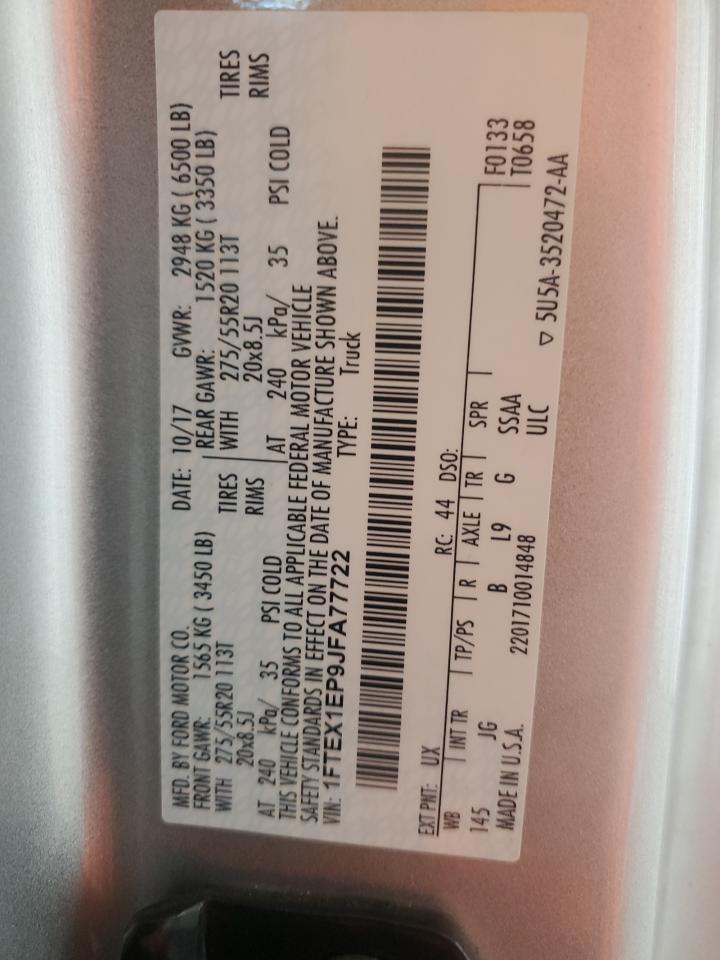 MFD. BY FORD MOTOR CO. DATE: 10/17 GVWR: 2948 KG ( 6500 LB)
FRONT GAWR: 1565 KG ( 3450 LB) REAR GAWR: 1520 KG ( 3350 LB)
WITH 275/55R20 113T TIRES WITH 275/55R20 113T TIRES
20x8.5J RIMS 20x8.5J RIMS
AT 240 kPa/ 35 PSI COLD AT 240 kPa/ 35 PSI COLD
THIS VEHICLE CONFORMS TO ALL APPLICABLE FEDERAL MOTOR VEHICLE
SAFETY STANDARDS IN EFFECT ON THE DATE OF MANUFACTURE SHOWN ABOVE.
VIN: 1FTEX1EP9JFA77722 TYPE: Truck
EXT PNT: UX RC: 44 DSO: F0133
WB INT TR TP/PS R AXLE TR SPR T0658
145 JG B L9 G SSAA
MADE IN U.S.A. 2201710014848 ULC
▽ 5U5A-3520472-AA